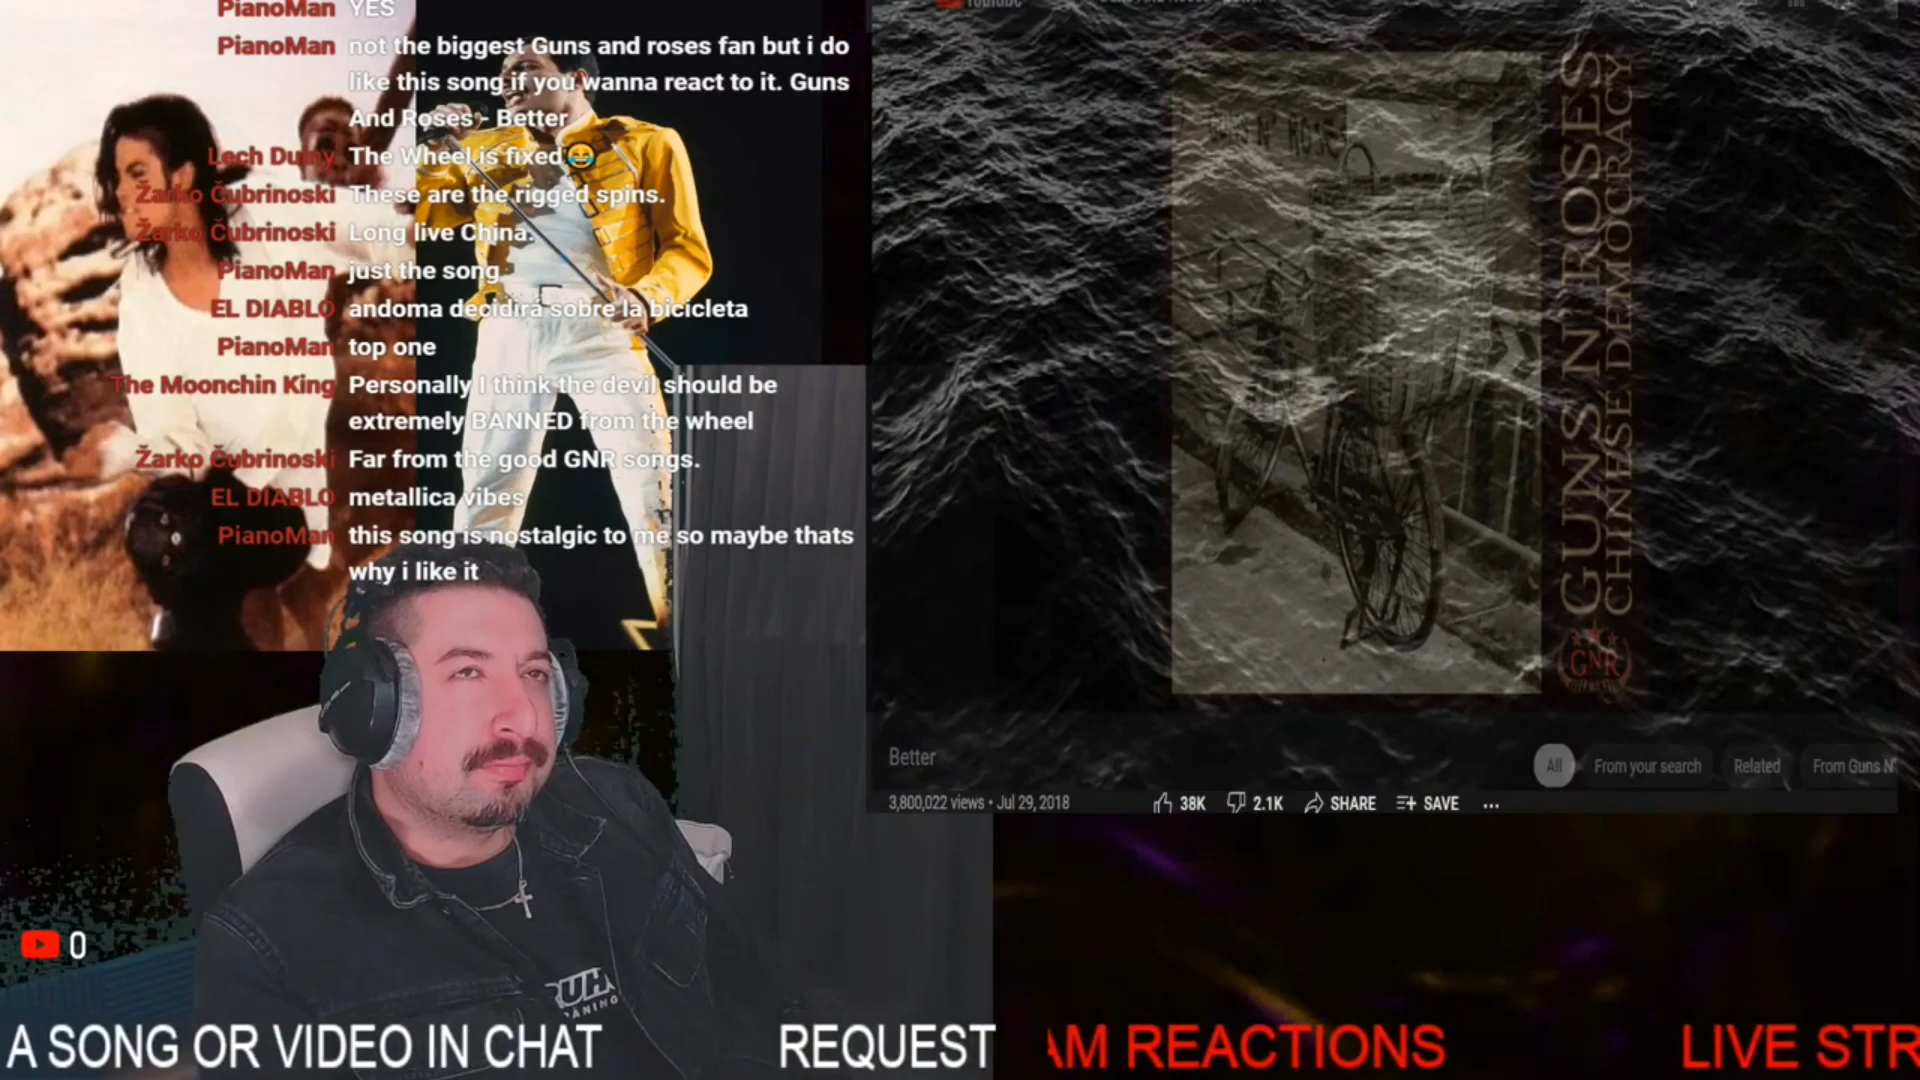 PianoMan YES
PianoMan not the biggest Guns and roses fan but i do
like this song if you wanna react to it. Guns
And Roses - Better
Lech Dumy The Wheel is fixed😂
Žarko Čubrinoski These are the rigged spins.
Žarko Čubrinoski Long live China.
PianoMan just the song
EL DIABLO andoma decidirá sobre la bicicleta
PianoMan top one
The Moonchin King Personally I think the devil should be
extremely BANNED from the wheel
Žarko Čubrinoski Far from the good GNR songs.
EL DIABLO metallica vibes
PianoMan this song is nostalgic to me so maybe thats
why i like it
GUNS N' ROSES
CHINESE DEMOCRACY
GNR
Better
All From your search Related From Guns N'
3,800,022 views • Jul 29, 2018 38K 2.1K SHARE SAVE ...
0
A SONG OR VIDEO IN CHAT REQUEST
AM REACTIONS LIVE STR